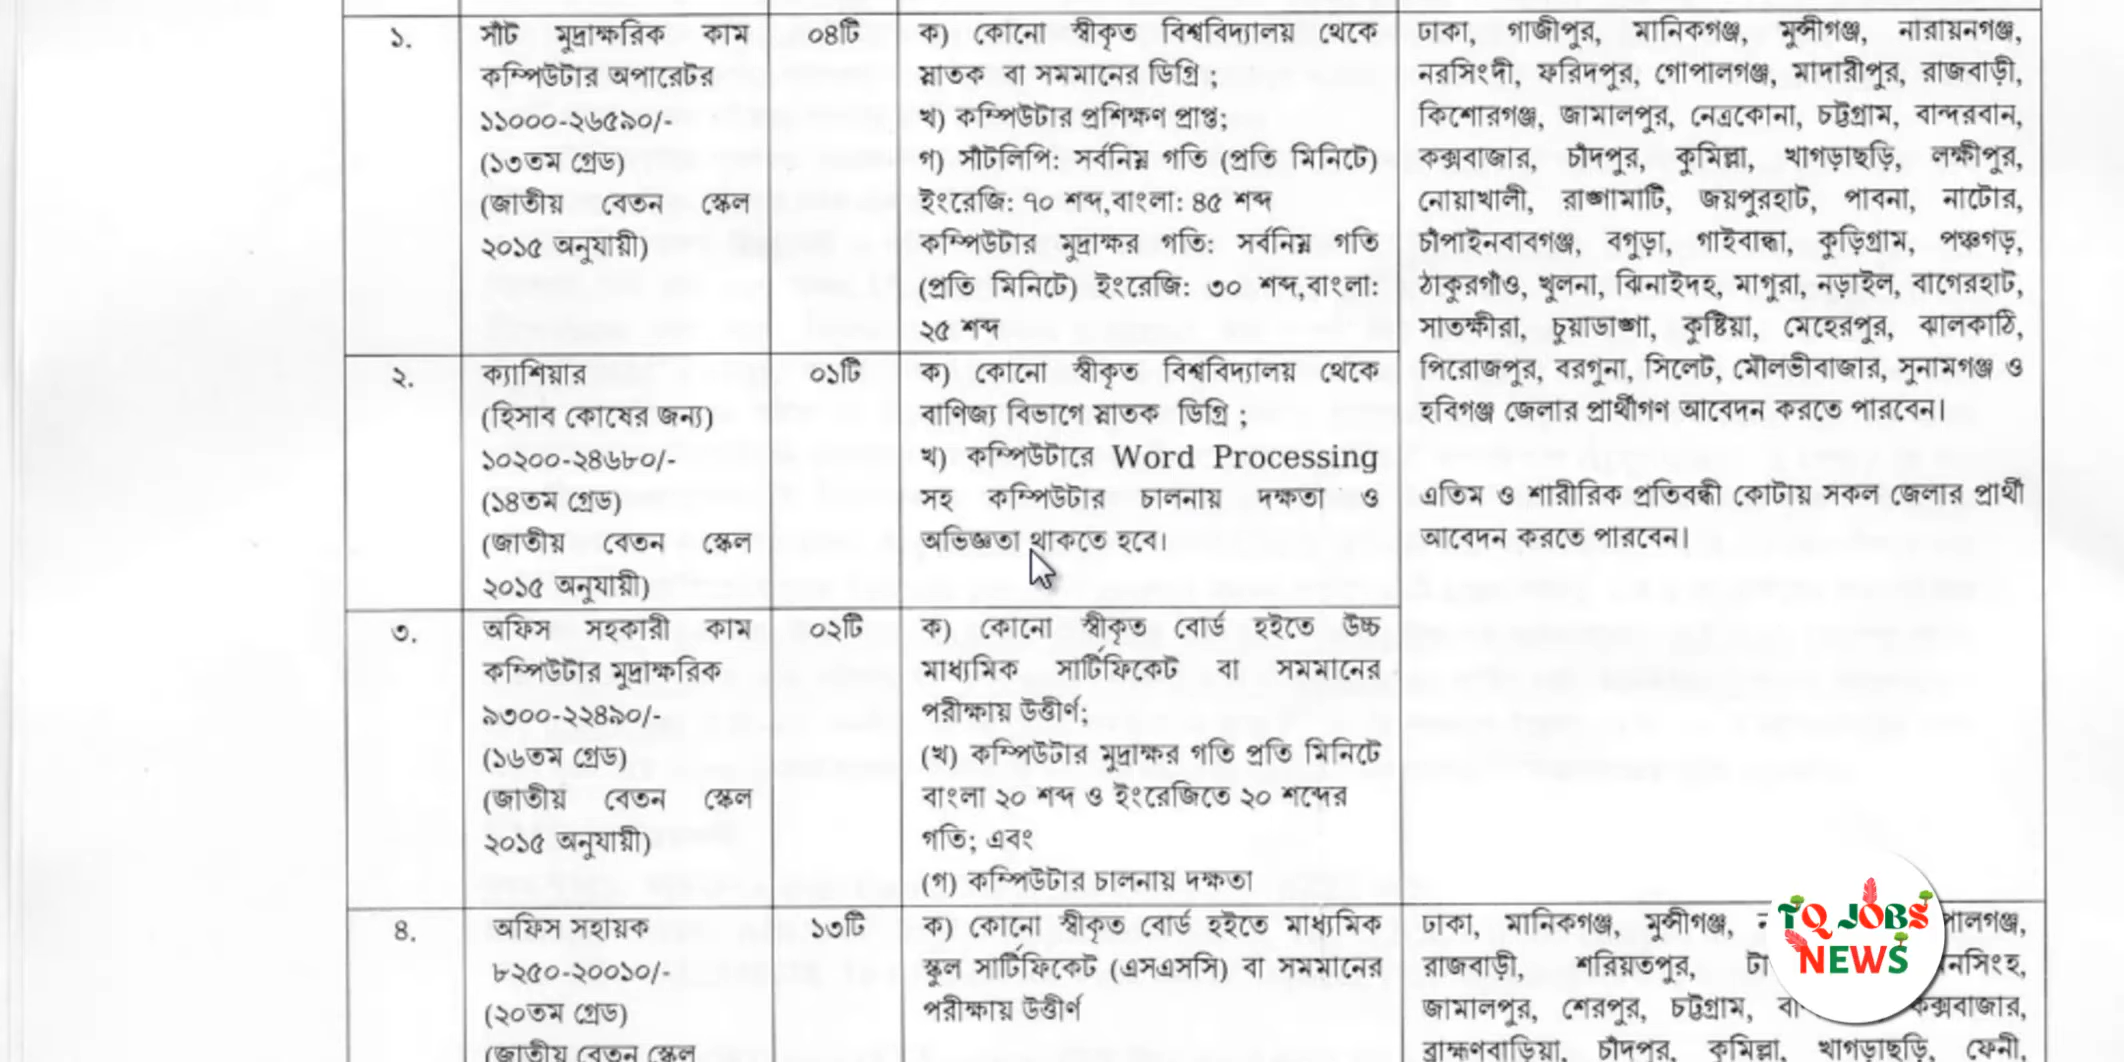 ১.
সাঁট মুদ্রাক্ষরিক কাম
কম্পিউটার অপারেটর
১১০০০-২৬৫৯০/-
(১৩তম গ্রেড)
(জাতীয় বেতন স্কেল
২০১৫ অনুযায়ী)
০৪টি
ক) কোনো স্বীকৃত বিশ্ববিদ্যালয় থেকে
স্নাতক বা সমমানের ডিগ্রি ;
খ) কম্পিউটার প্রশিক্ষণ প্রাপ্ত;
গ) সাঁটলিপি: সর্বনিম্ন গতি (প্রতি মিনিটে)
ইংরেজি: ৭০ শব্দ,বাংলা: ৪৫ শব্দ
কম্পিউটার মুদ্রাক্ষর গতি: সর্বনিম্ন গতি
(প্রতি মিনিটে) ইংরেজি: ৩০ শব্দ,বাংলা:
২৫ শব্দ
ঢাকা, গাজীপুর, মানিকগঞ্জ, মুন্সীগঞ্জ, নারায়নগঞ্জ,
নরসিংদী, ফরিদপুর, গোপালগঞ্জ, মাদারীপুর, রাজবাড়ী,
কিশোরগঞ্জ, জামালপুর, নেত্রকোনা, চট্টগ্রাম, বান্দরবান,
কক্সবাজার, চাঁদপুর, কুমিল্লা, খাগড়াছড়ি, লক্ষীপুর,
নোয়াখালী, রাঙ্গামাটি, জয়পুরহাট, পাবনা, নাটোর,
চাঁপাইনবাবগঞ্জ, বগুড়া, গাইবান্ধা, কুড়িগ্রাম, পঞ্চগড়,
ঠাকুরগাঁও, খুলনা, ঝিনাইদহ, মাগুরা, নড়াইল, বাগেরহাট,
সাতক্ষীরা, চুয়াডাঙ্গা, কুষ্টিয়া, মেহেরপুর, ঝালকাঠি,
পিরোজপুর, বরগুনা, সিলেট, মৌলভীবাজার, সুনামগঞ্জ ও
হবিগঞ্জ জেলার প্রার্থীগণ আবেদন করতে পারবেন।
এতিম ও শারীরিক প্রতিবন্ধী কোটায় সকল জেলার প্রার্থী
আবেদন করতে পারবেন।
২.
ক্যাশিয়ার
(হিসাব কোষের জন্য)
১০২০০-২৪৬৮০/-
(১৪তম গ্রেড)
(জাতীয় বেতন স্কেল
২০১৫ অনুযায়ী)
০১টি
ক) কোনো স্বীকৃত বিশ্ববিদ্যালয় থেকে
বাণিজ্য বিভাগে স্নাতক ডিগ্রি ;
খ) কম্পিউটারে Word Processing
সহ কম্পিউটার চালনায় দক্ষতা ও
অভিজ্ঞতা থাকতে হবে।
৩.
অফিস সহকারী কাম
কম্পিউটার মুদ্রাক্ষরিক
৯৩০০-২২৪৯০/-
(১৬তম গ্রেড)
(জাতীয় বেতন স্কেল
২০১৫ অনুযায়ী)
০২টি
ক) কোনো স্বীকৃত বোর্ড হইতে উচ্চ
মাধ্যমিক সার্টিফিকেট বা সমমানের
পরীক্ষায় উত্তীর্ণ;
(খ) কম্পিউটার মুদ্রাক্ষর গতি প্রতি মিনিটে
বাংলা ২০ শব্দ ও ইংরেজিতে ২০ শব্দের
গতি; এবং
(গ) কম্পিউটার চালনায় দক্ষতা
৪.
অফিস সহায়ক
৮২৫০-২০০১০/-
(২০তম গ্রেড)
(জাতীয় বেতন স্কেল
১৩টি
ক) কোনো স্বীকৃত বোর্ড হইতে মাধ্যমিক
স্কুল সার্টিফিকেট (এসএসসি) বা সমমানের
পরীক্ষায় উত্তীর্ণ
ঢাকা, মানিকগঞ্জ, মুন্সীগঞ্জ, পালগঞ্জ,
রাজবাড়ী, শরিয়তপুর, টা নসিংহ,
জামালপুর, শেরপুর, চট্টগ্রাম, বা কক্সবাজার,
ব্রাহ্মণবাড়িয়া, চাঁদপুর, কুমিল্লা, খাগড়াছড়ি, ফেনী,
TQ JOBS
NEWS